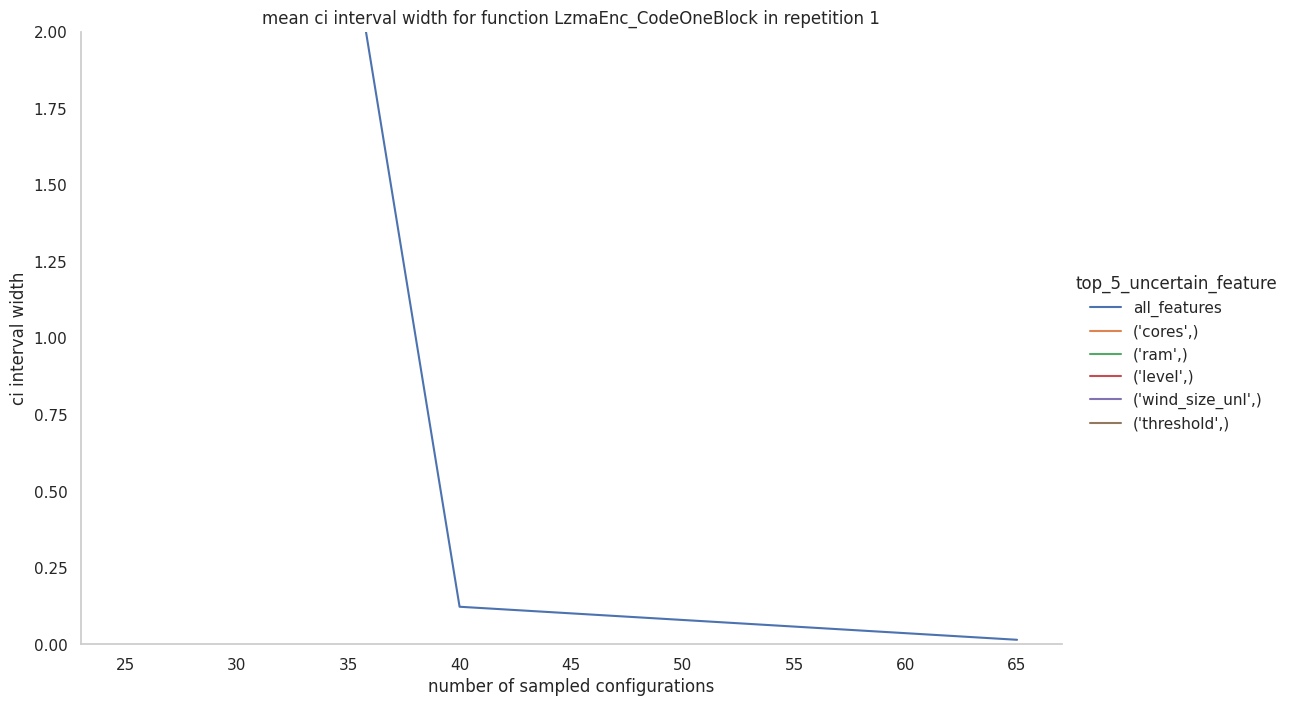 mean ci interval width for function LzmaEnc_CodeOneBlock in repetition 1
2.00
1.75
1.50
1.25
1.00
0.75
0.50
0.25
0.00
ci interval width
25 30 35 40 45 50 55 60 65
number of sampled configurations
top_5_uncertain_feature
all_features
('cores',)
('ram',)
('level',)
('wind_size_unl',)
('threshold',)